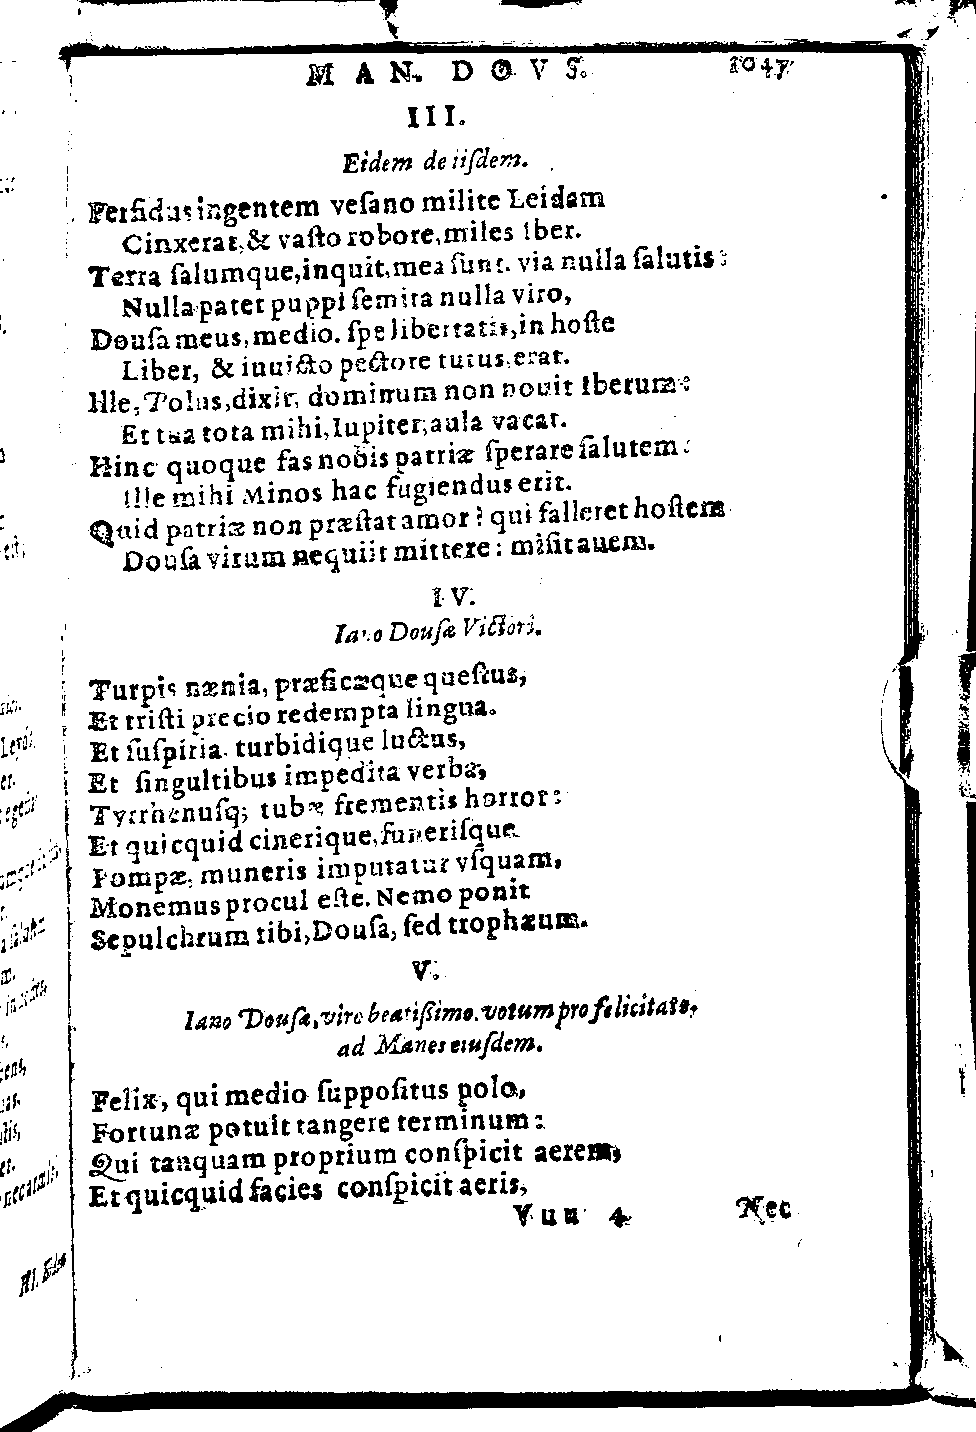 MAN. DOVS. 1047
III.
Eidem de iiſdem.
Perfidus ingentem veſano milite Leidam
Cinxerat, & vaſto robore, miles Iber.
Terra ſalumque, inquit, mea ſunt. via nulla ſalutis:
Nulla patet puppi ſemita nulla viro,
Douſa meus, medio. ſpe libertatis, in hoſte
Liber, & inuicto pectore tutus, erat.
Ille, Polus, dixit, dominum non nouit Iberum:
Et tua tota mihi, Iupiter, aula vacat.
Hinc quoque fas nobis patriæ ſperare ſalutem:
Ille mihi Minos hac fugiendus erit.
Quid patriæ non præſtat amor? qui falleret hoſtem
Douſa virum nequiit mittere: miſit auem.
IV.
Iano Douſæ Victori.
Turpis nænia, præficæque queſtus,
Et triſti precio redempta lingua.
Et ſuſpiria. turbidique luctus,
Et ſingultibus impedita verba,
Tyrrhenuſq; tubæ frementis horror:
Et quicquid cinerique, funeriſque
Pompæ, muneris imputatur vſquam,
Monemus procul eſte. Nemo ponit
Sepulchrum tibi, Douſa, ſed trophæum.
V.
Iano Douſæ, viro beatiſſimo. votum pro felicitate,
ad Manes eiuſdem.
Felix, qui medio ſuppoſitus polo,
Fortunæ potuit tangere terminum:
Qui tanquam proprium conſpicit aerem,
Et quicquid facies conſpicit aeris,
Vuu 4 Nec